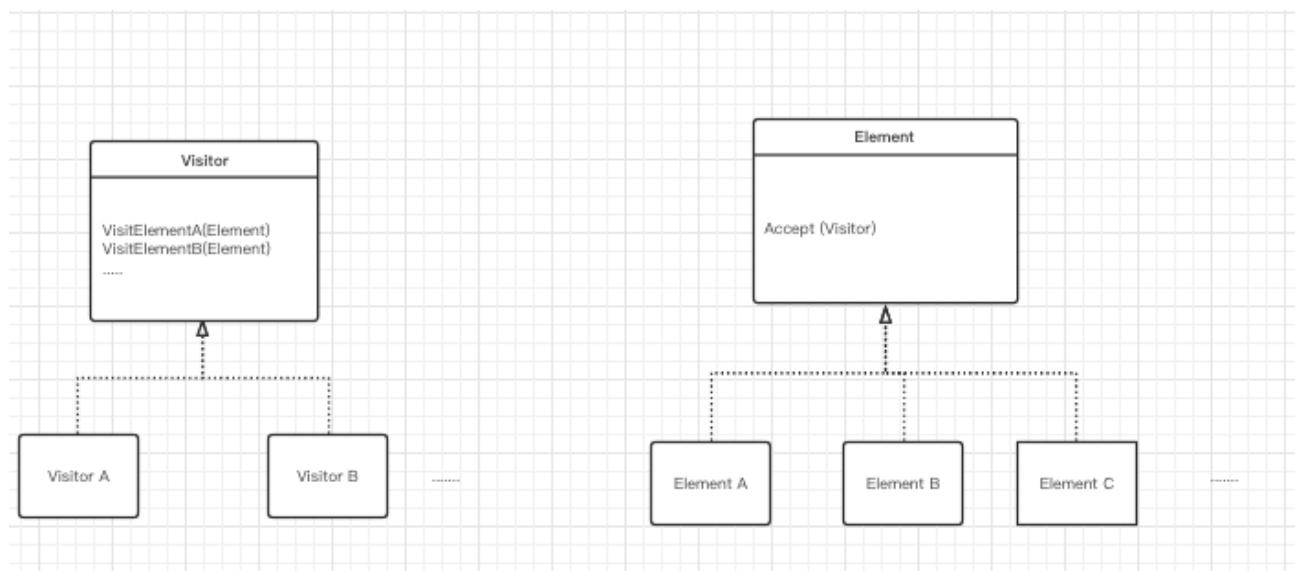 Visitor
VisitElementA(Element)
VisitElementB(Element)
......
Visitor A
Visitor B
.......
Element
Accept (Visitor)
Element A
Element B
Element C
.......